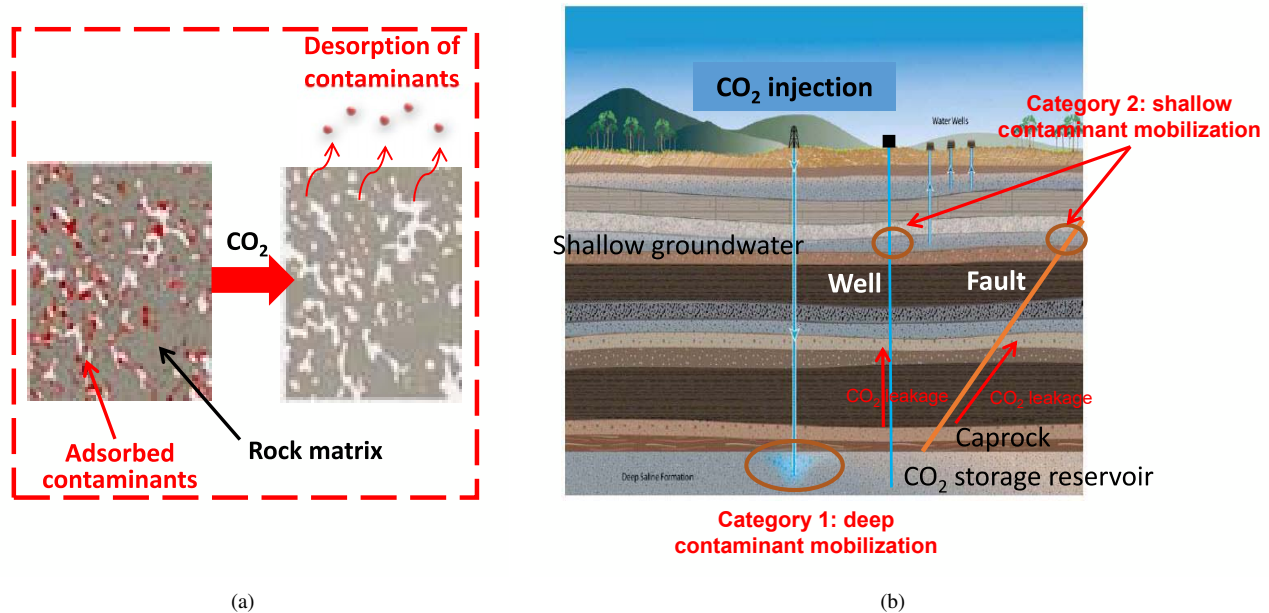 Desorption of
contaminants
CO₂
Adsorbed
contaminants
Rock matrix
(a)
CO₂ injection
Category 2: shallow
contaminant mobilization
Water Wells
Shallow groundwater
Well
Fault
CO₂ leakage
CO₂ leakage
Caprock
CO₂ storage reservoir
Deep Saline Formation
Category 1: deep
contaminant mobilization
(b)